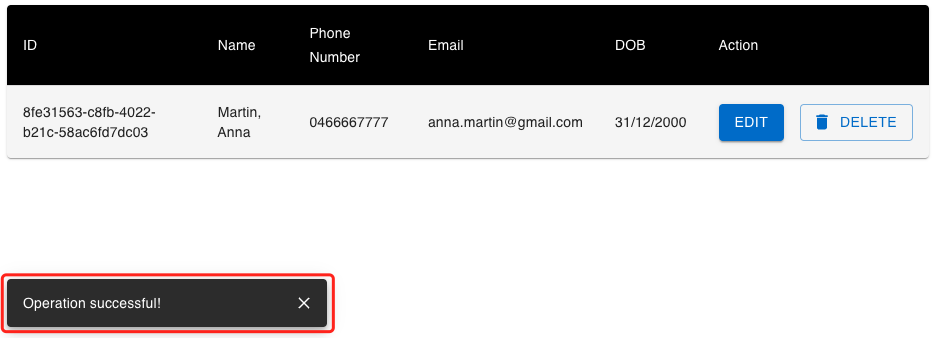 ID Name Phone Number Email DOB Action
8fe31563-c8fb-4022-
b21c-58ac6fd7dc03
Martin,
Anna
0466667777
anna.martin@gmail.com
31/12/2000
EDIT
DELETE
Operation successful!